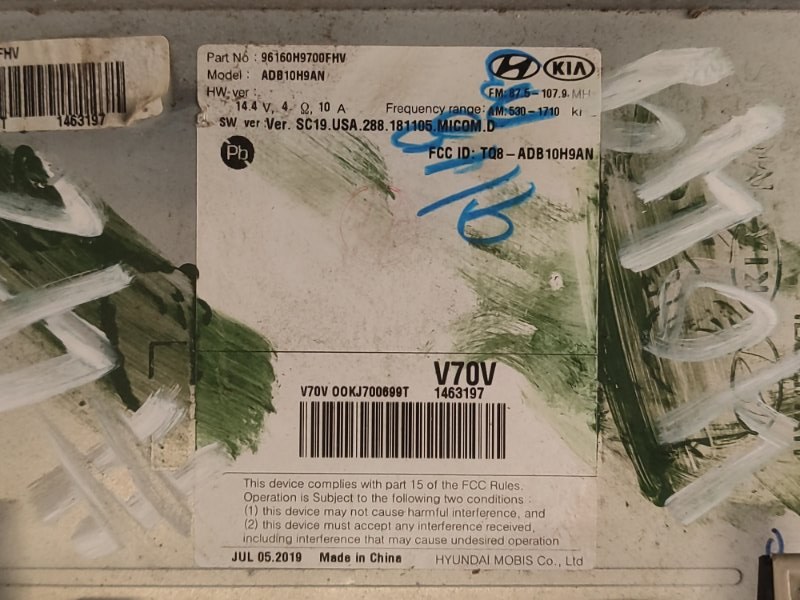 FHV
1463197
Part No : 96160H9700FHV
Model : ADB10H9AN
HW ver :
14.4 V, 4 Ω, 10 A
HYUNDAI KIA
FM: 87.5-107.9 MH
Frequency range: AM: 530-1710 k
SW ver : Ver. SC19.USA.288.181105.MICOM.D
Pb
FCC ID: TQ8-ADB10H9AN
V70V
V70V 00KJ700699T 1463197
This device complies with part 15 of the FCC Rules.
Operation is Subject to the following two conditions :
(1) this device may not cause harmful interference, and
(2) this device must accept any interference received,
including interference that may cause undesired operation
JUL 05.2019 Made in China HYUNDAI MOBIS Co., Ltd